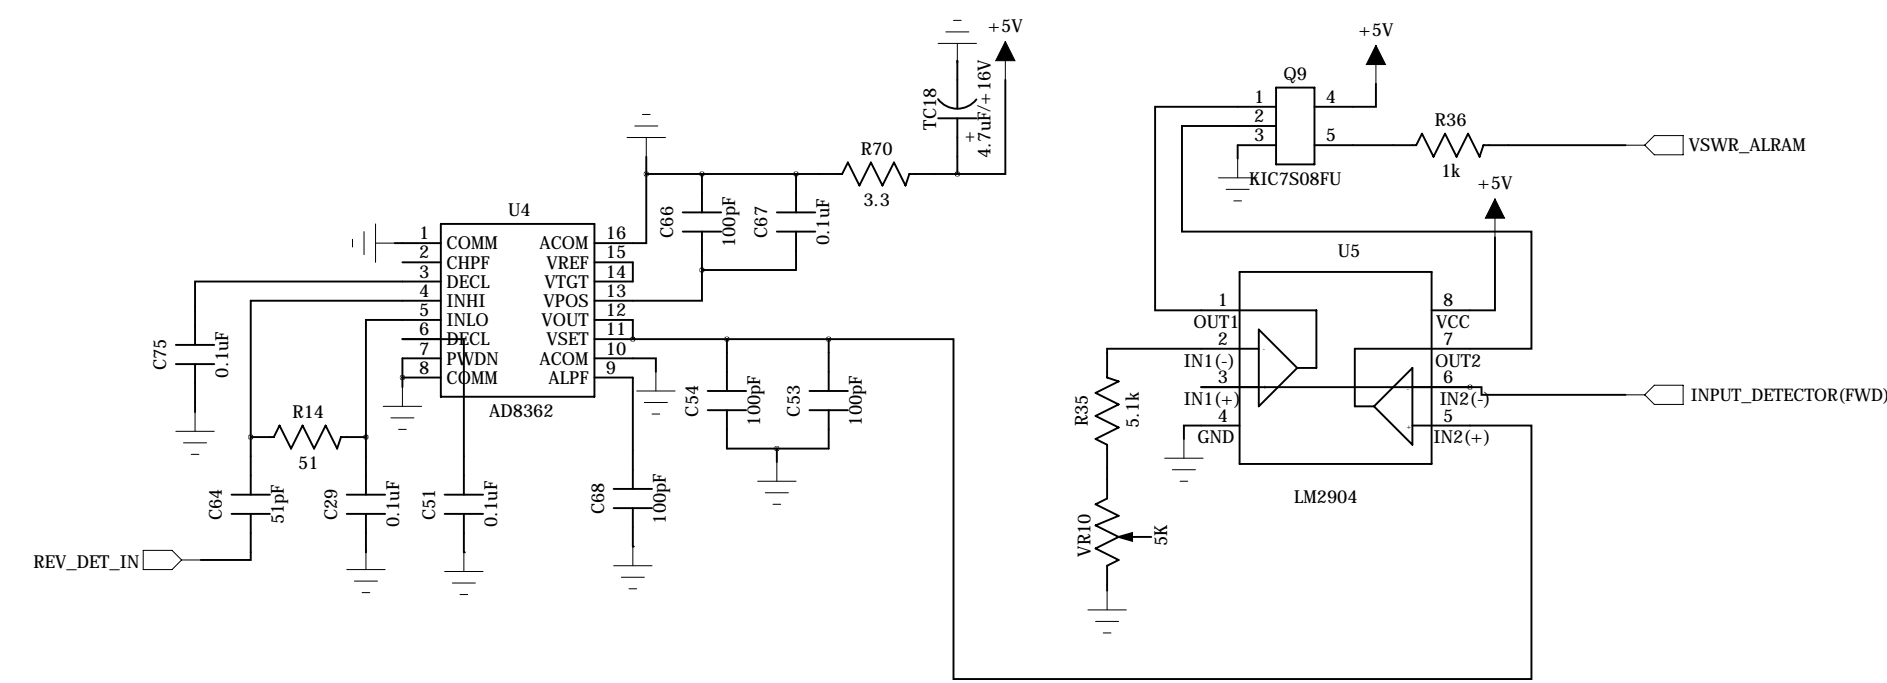 +5V
TC18
4.7uF/+16V
+
R70
3.3
C66
100pF
C67
0.1uF
U4
1
2
3
4
5
6
7
8
COMM
CHPF
DECL
INHI
INLO
DECL
PWDN
COMM
ACOM
VREF
VTGT
VPOS
VOUT
VSET
ACOM
ALPF
16
15
14
13
12
11
10
9
AD8362
C75
0.1uF
R14
51
C64
51pF
C29
0.1uF
C51
0.1uF
C68
100pF
C54
100pF
C53
100pF
REV_DET_IN
+5V
Q9
1
2
3
4
5
KIC7S08FU
R36
1k
VSWR_ALRAM
+5V
U5
1
OUT1
2
IN1(-)
3
IN1(+)
4
GND
8
VCC
7
OUT2
6
IN2(-)
5
IN2(+)
-
+
-
+
LM2904
INPUT_DETECTOR(FWD)
R35
5.1k
VR10
5K